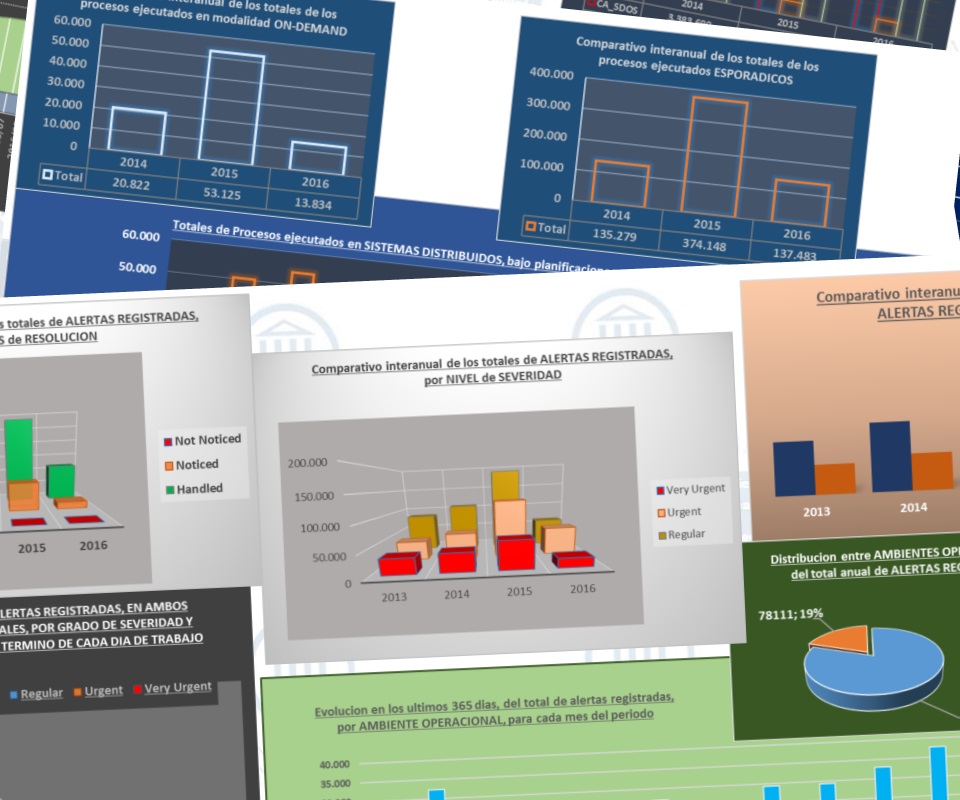 interanual de los totales de los
procesos ejecutados en modalidad ON-DEMAND
60.000
50.000
40.000
30.000
20.000
10.000
0
2014
2015
2016
Total
20.822
53.125
13.834
CA_SDOS
2014
2015
2016
Comparativo interanual de los totales de los
procesos ejecutados ESPORADICOS
400.000
300.000
200.000
100.000
0
2014
2015
2016
Total
135.279
374.148
137.483
Totales de Procesos ejecutados en SISTEMAS DISTRIBUIDOS, bajo
60.000
50.000
s totales de ALERTAS REGISTRADAS,
S de RESOLUCION
Not Noticed
Noticed
Handled
2015
2016
Comparativo interanual de los totales de ALERTAS REGISTRADAS,
por NIVEL de SEVERIDAD
200.000
150.000
100.000
50.000
0
2013
2014
2015
2016
Very Urgent
Urgent
Regular
Comparativo interanu
ALERTAS REG
2013
2014
Distribucion entre AMBIENTES OPE
del total anual de ALERTAS REG
78111; 19%
LERTAS REGISTRADAS, EN AMBOS
ALES, POR GRADO DE SEVERIDAD Y
TERMINO DE CADA DIA DE TRABAJO
Regular
Urgent
Very Urgent
Evolucion en los ultimos 365 dias, del total de alertas registradas,
por AMBIENTE OPERACIONAL, para cada mes del periodo
40.000
35.000